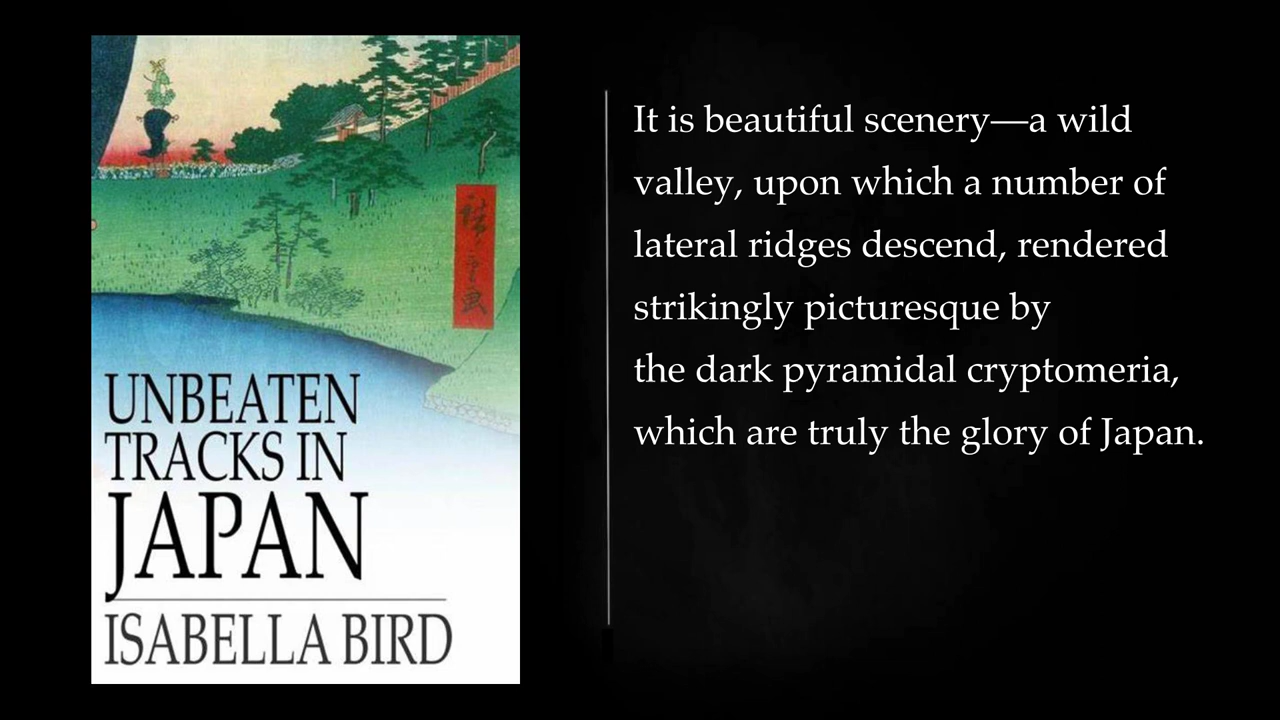 UNBEATEN
TRACKS IN
JAPAN
ISABELLA BIRD
It is beautiful scenery—a wild
valley, upon which a number of
lateral ridges descend, rendered
strikingly picturesque by
the dark pyramidal cryptomeria,
which are truly the glory of Japan.